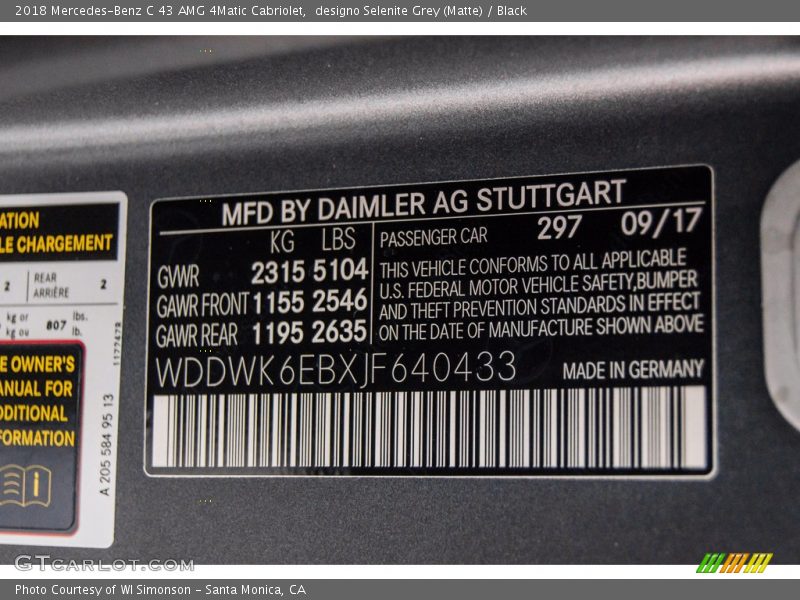 2018 Mercedes-Benz C 43 AMG 4Matic Cabriolet,  designo Selenite Grey (Matte) / Black
ATION
LE CHARGEMENT
2 REAR ARRIÈRE 2
kg or
kg ou 807 lbs.
lb.
1177478
E OWNER'S
ANUAL FOR
DDITIONAL
FORMATION
i
A 205 584 95 13
MFD BY DAIMLER AG STUTTGART
KG LBS
GVWR 2315 5104
GAWR FRONT 1155 2546
GAWR REAR 1195 2635
PASSENGER CAR 297 09/17
THIS VEHICLE CONFORMS TO ALL APPLICABLE
U.S. FEDERAL MOTOR VEHICLE SAFETY,BUMPER
AND THEFT PREVENTION STANDARDS IN EFFECT
ON THE DATE OF MANUFACTURE SHOWN ABOVE
WDDWK6EBXJF640433 MADE IN GERMANY
GTCarLot.com
Photo Courtesy of WI Simonson - Santa Monica, CA